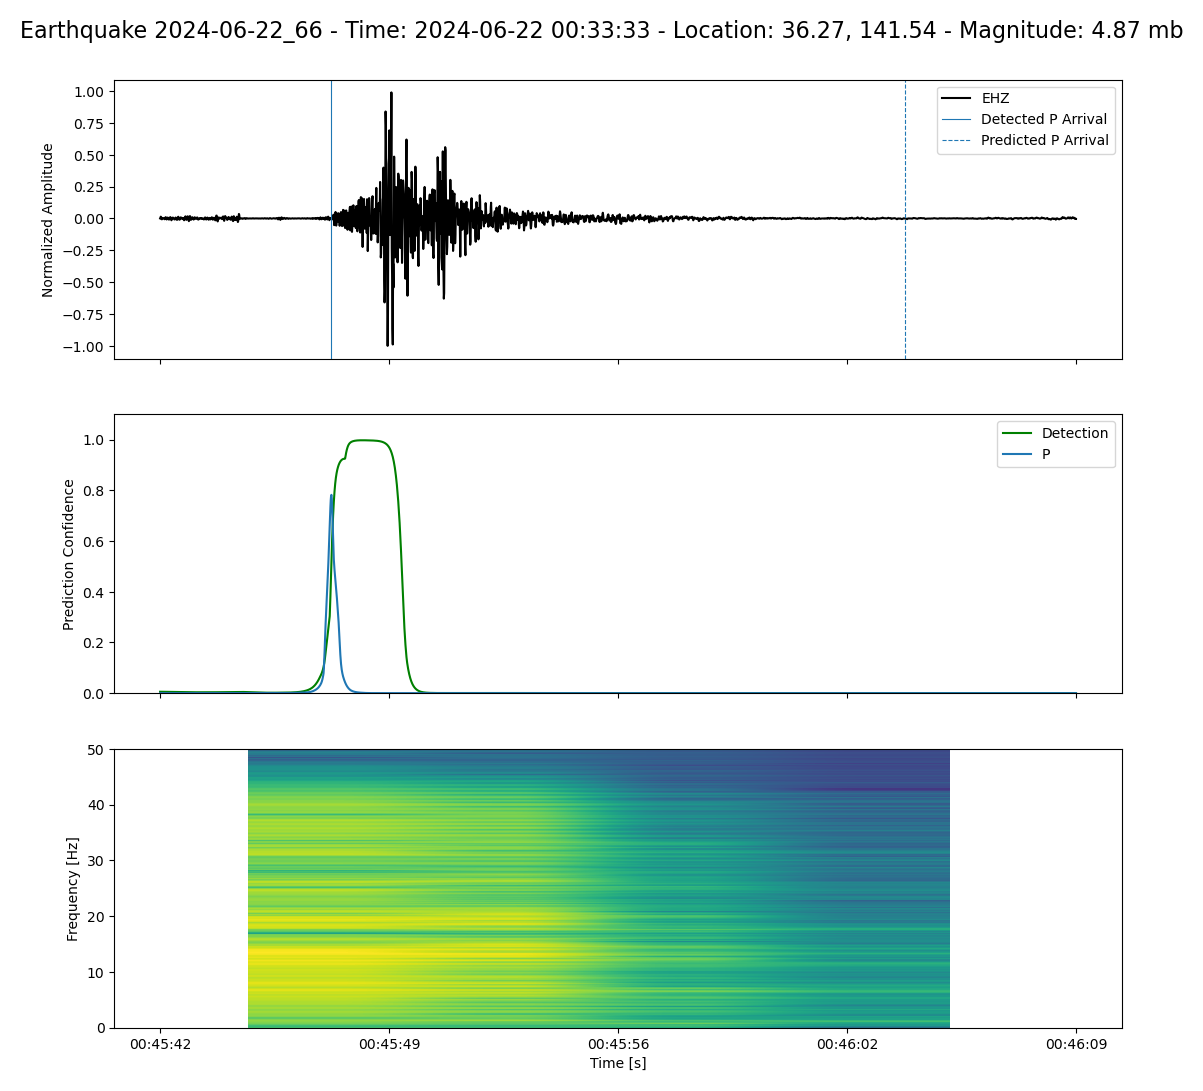 Earthquake 2024-06-22_66 - Time: 2024-06-22 00:33:33 - Location: 36.27, 141.54 - Magnitude: 4.87 mb
1.00
0.75
0.50
0.25
0.00
−0.25
−0.50
−0.75
−1.00
Normalized Amplitude
EHZ
Detected P Arrival
Predicted P Arrival
1.0
0.8
0.6
0.4
0.2
0.0
Prediction Confidence
Detection
P
50
40
30
20
10
0
Frequency [Hz]
00:45:42 00:45:49 00:45:56 00:46:02 00:46:09
Time [s]